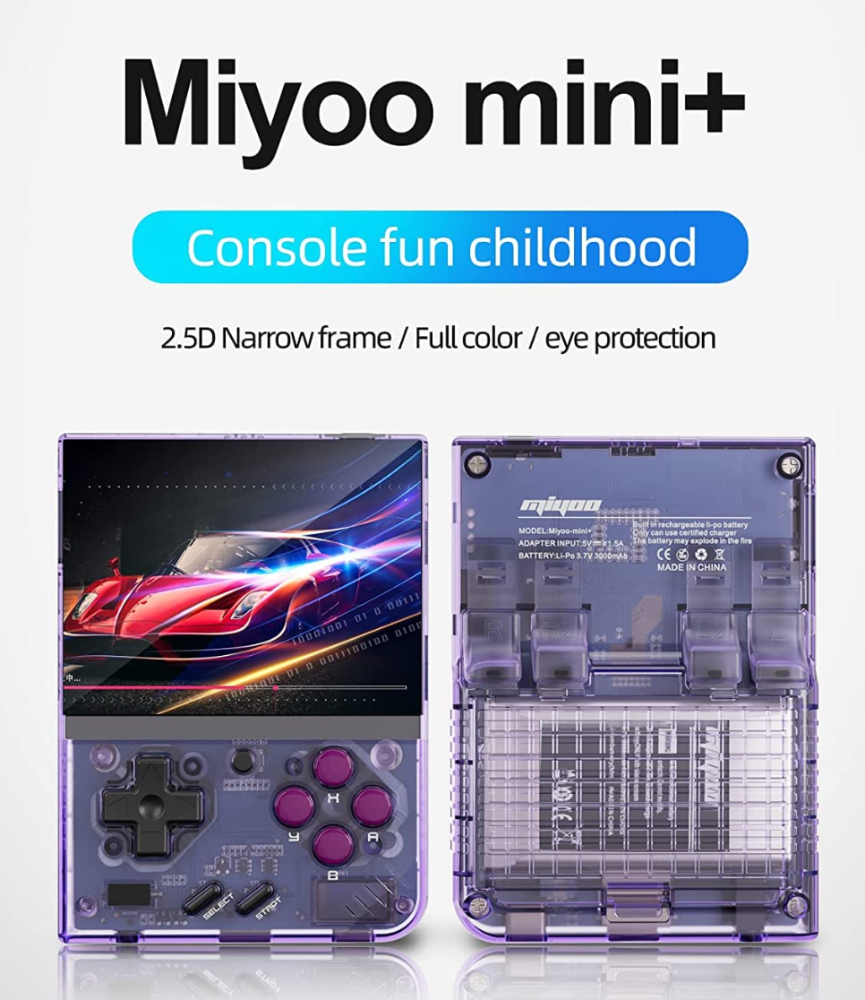 Miyoo mini+
Console fun childhood
2.5D Narrow frame / Full color / eye protection
miyoo
MODEL:Miyoo-mini+
ADAPTER INPUT:5V⎓≥1.5A
BATTERY:Li-Po 3.7V 3000mAh
Built in rechargeable li-po battery
Only can use certified charger
The battery may explode in the fire
CE
MADE IN CHINA
R
R2
L2
L
中...
X
Y
A
B
SELECT
START